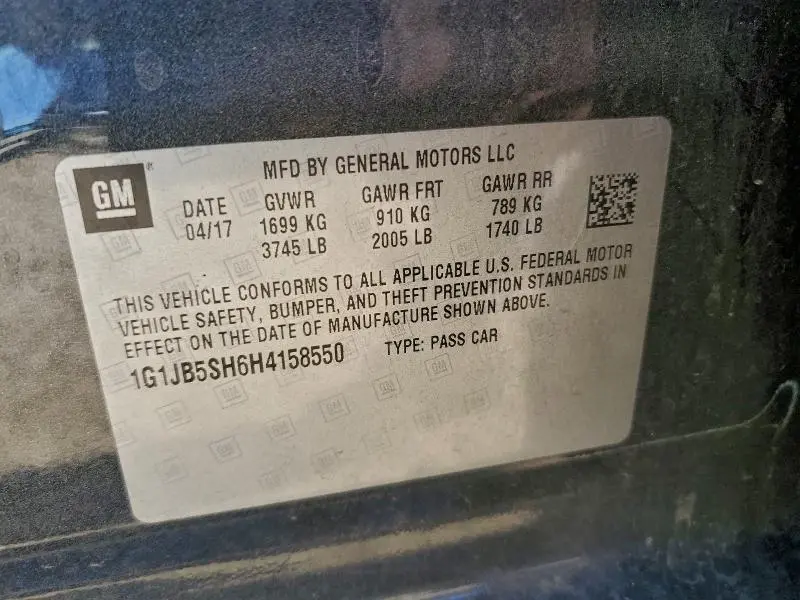 GM
MFD BY GENERAL MOTORS LLC
DATE GVWR GAWR FRT GAWR RR
04/17 1699 KG 910 KG 789 KG
3745 LB 2005 LB 1740 LB
THIS VEHICLE CONFORMS TO ALL APPLICABLE U.S. FEDERAL MOTOR
VEHICLE SAFETY, BUMPER, AND THEFT PREVENTION STANDARDS IN
EFFECT ON THE DATE OF MANUFACTURE SHOWN ABOVE.
1G1JB5SH6H4158550 TYPE: PASS CAR